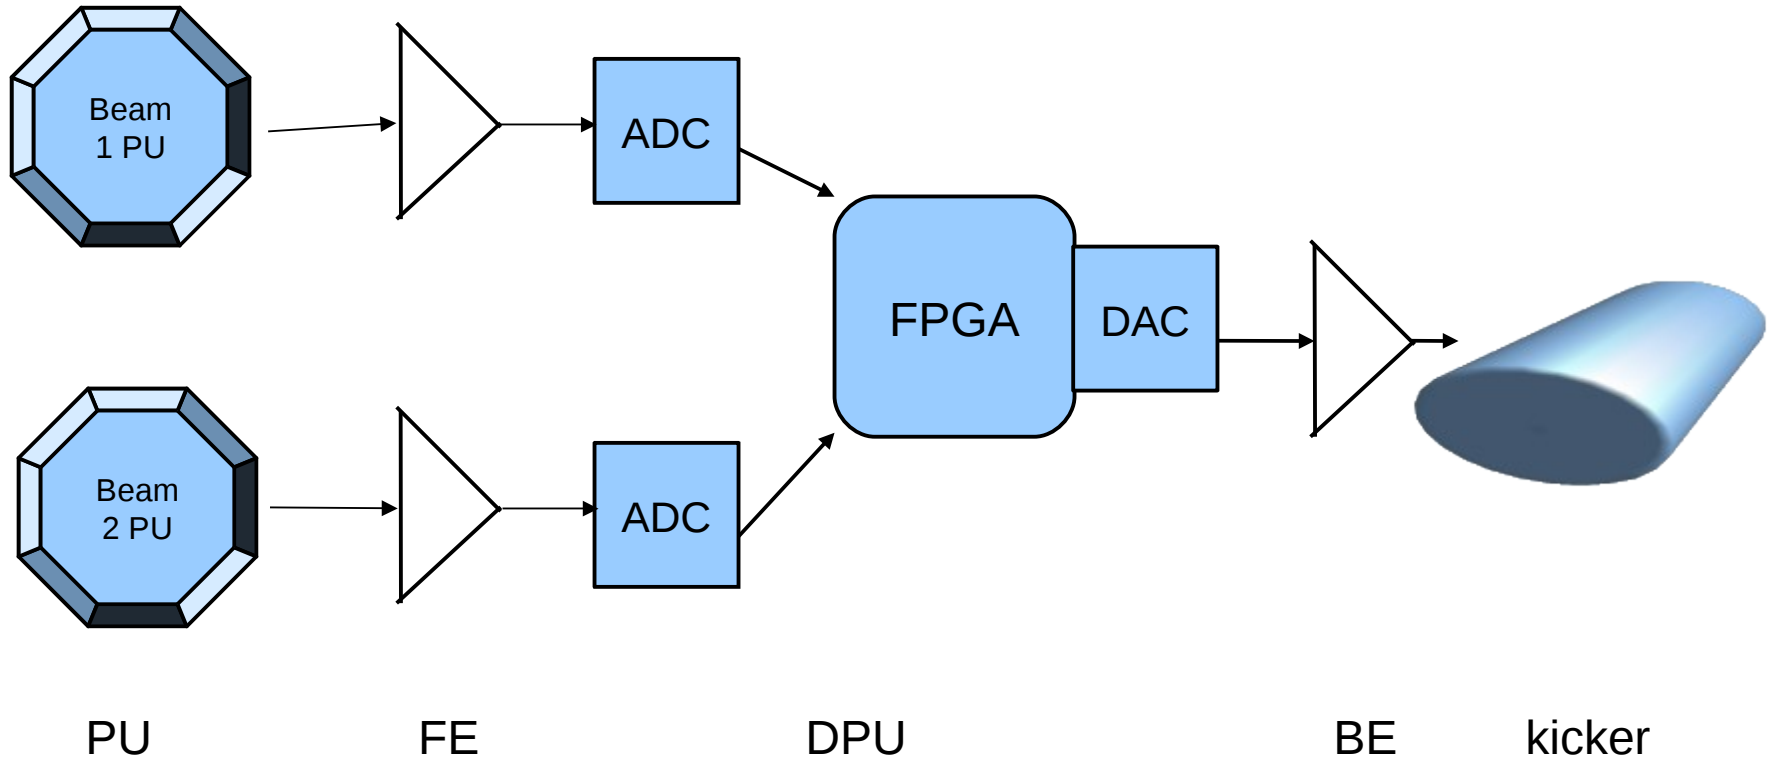 Beam
1 PU
ADC
FPGA
DAC
Beam
2 PU
ADC
PU
FE
DPU
BE
kicker